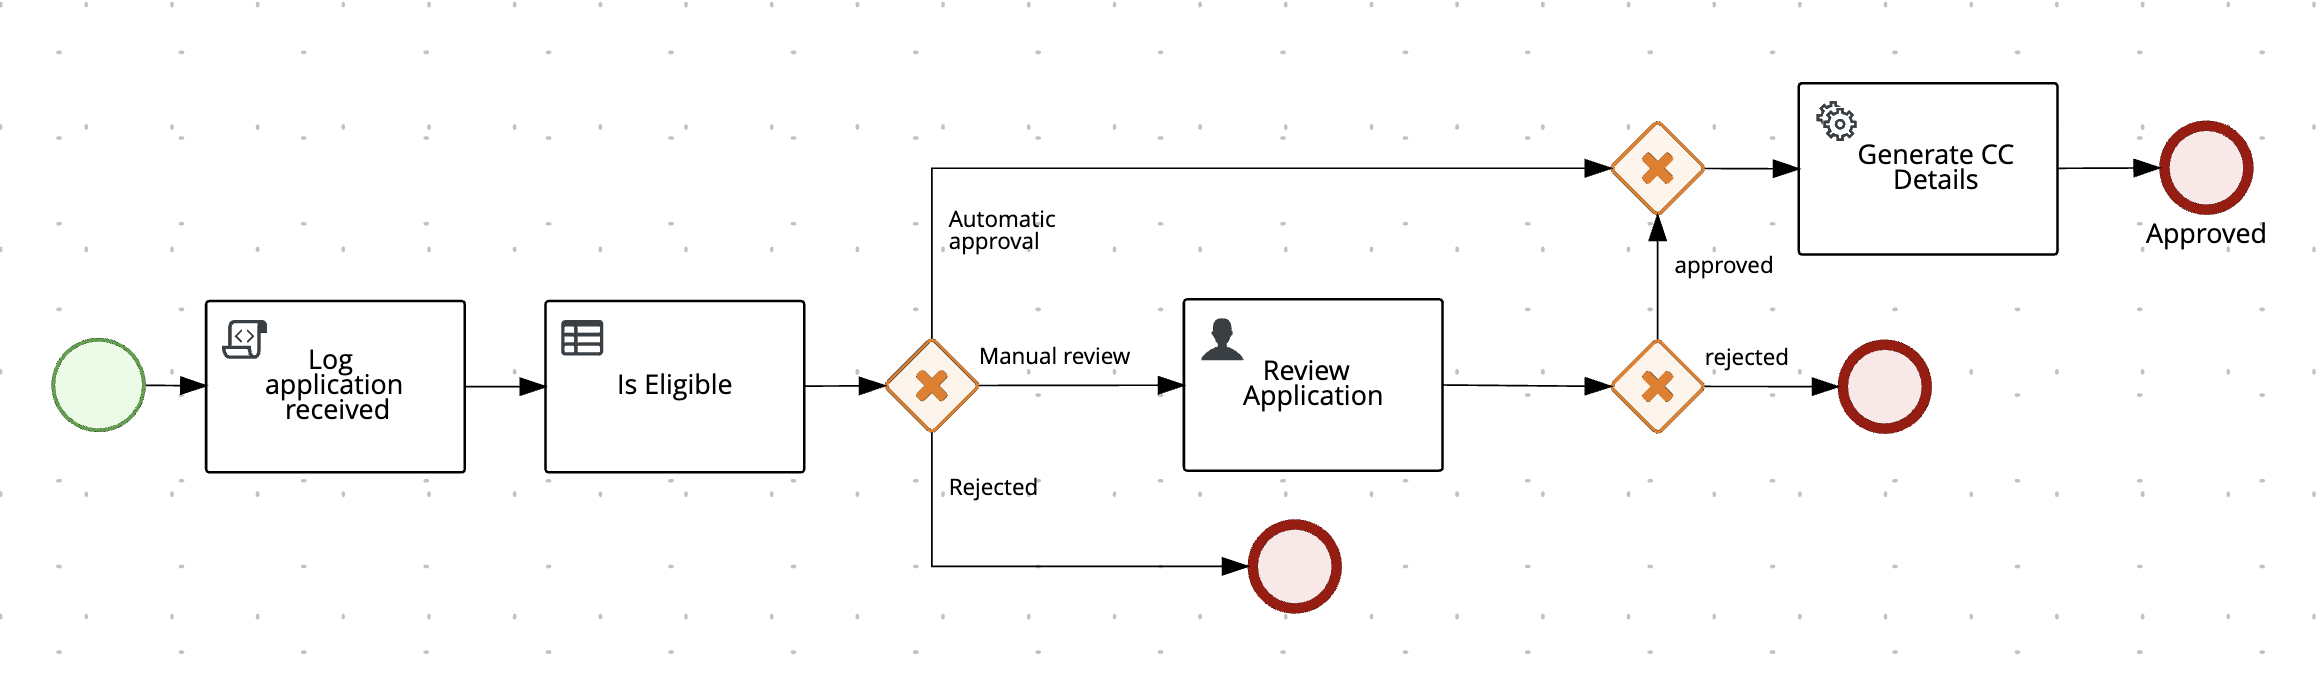 Log
application
received
Is Eligible
Automatic
approval
Manual review
Rejected
Review
Application
approved
rejected
Generate CC
Details
Approved